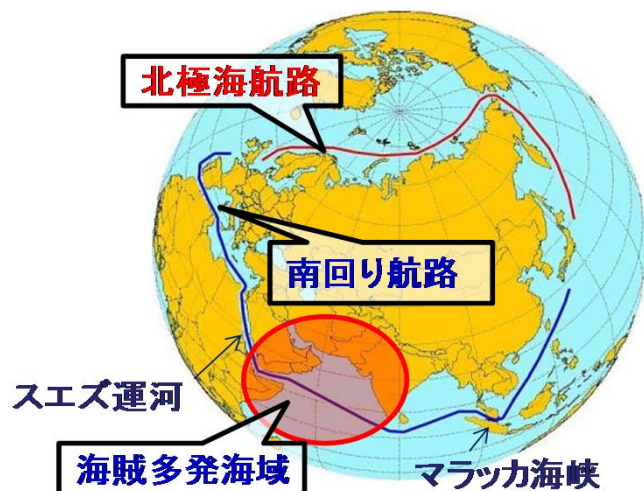 北極海航路
南回り航路
スエズ運河
海賊多発海域
マラッカ海峡